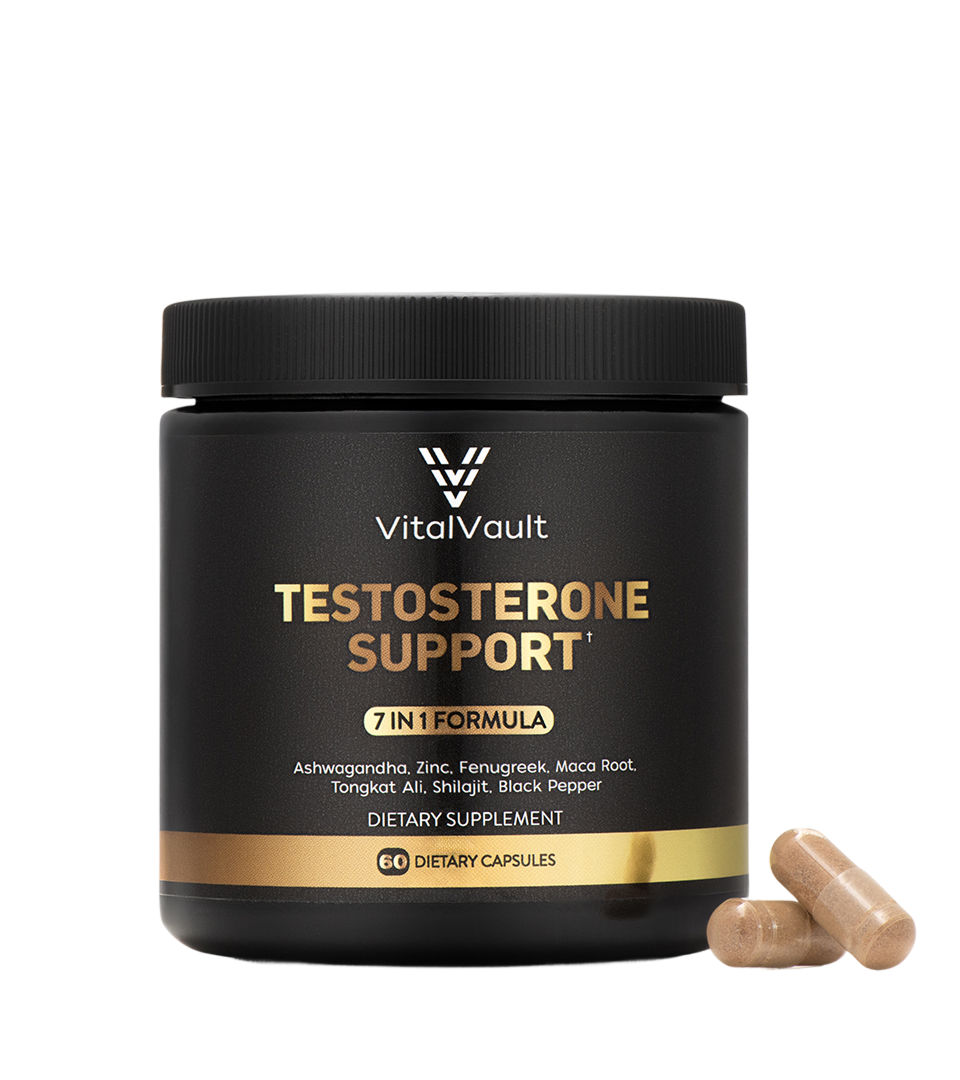 VitalVault
TESTOSTERONE
SUPPORT†
7 IN 1 FORMULA
Ashwagandha, Zinc, Fenugreek, Maca Root,
Tongkat Ali, Shilajit, Black Pepper
DIETARY SUPPLEMENT
60 DIETARY CAPSULES